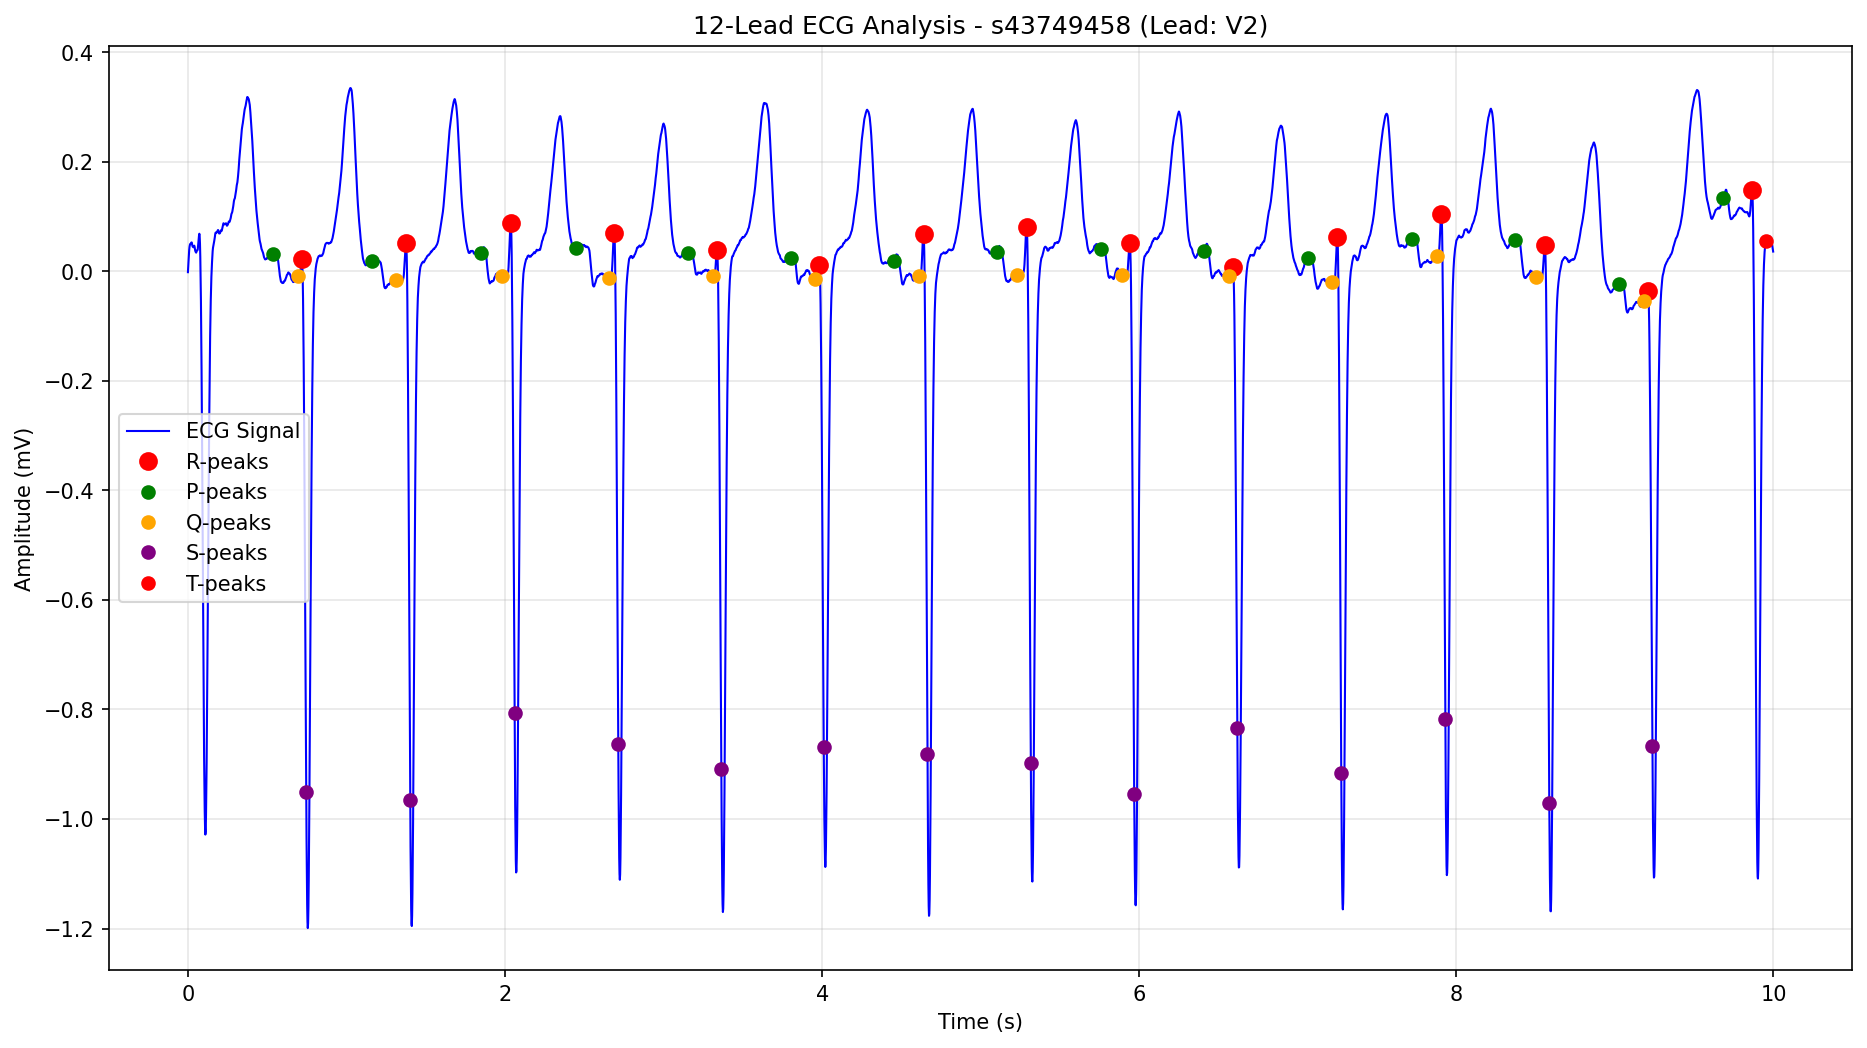 12-Lead ECG Analysis - s43749458 (Lead: V2)
Amplitude (mV)
0.4
0.2
0.0
−0.2
−0.4
−0.6
−0.8
−1.0
−1.2
ECG Signal
R-peaks
P-peaks
Q-peaks
S-peaks
T-peaks
0 2 4 6 8 10
Time (s)